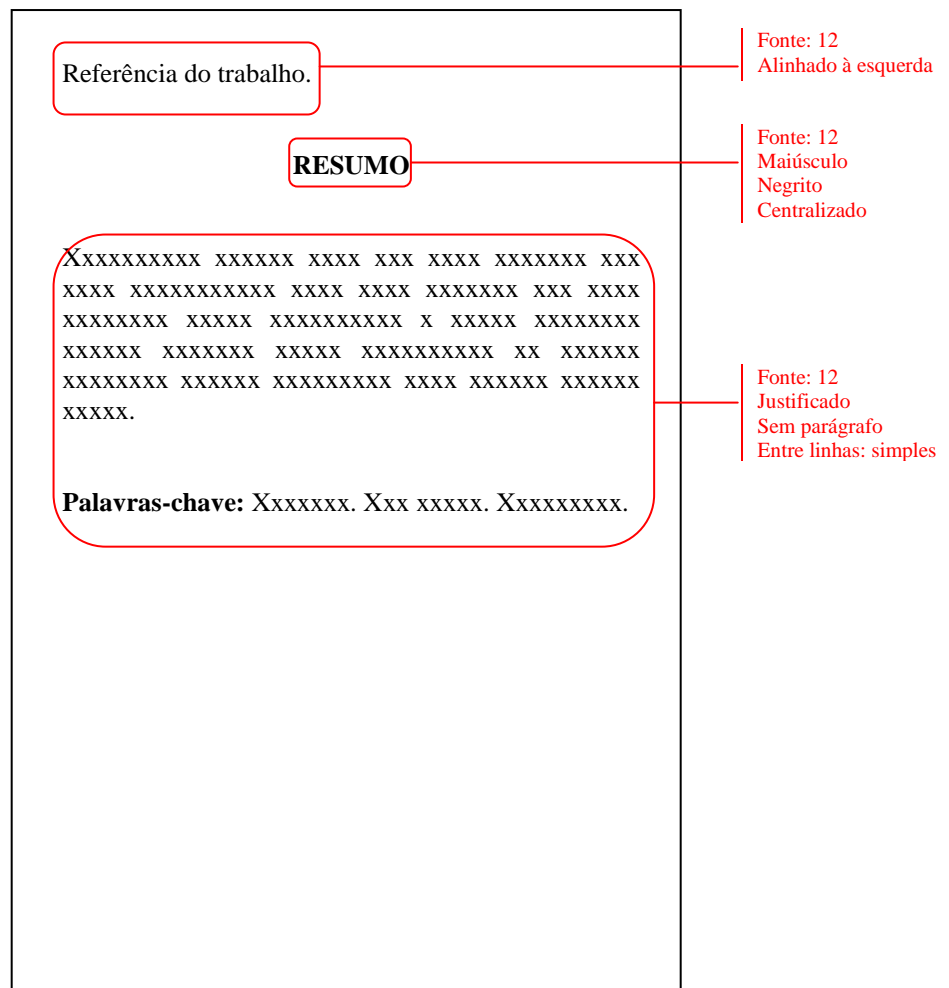 Referência do trabalho.
Fonte: 12
Alinhado à esquerda
RESUMO
Fonte: 12
Maiúsculo
Negrito
Centralizado
Xxxxxxxxxx xxxxxx xxxx xxx xxxx xxxxxxx xxx
xxxx xxxxxxxxxxx xxxx xxxx xxxxxxx xxx xxxx
xxxxxxxx xxxxx xxxxxxxxxx x xxxxx xxxxxxxx
xxxxxx xxxxxxx xxxxx xxxxxxxxxx xx xxxxxx
xxxxxxxx xxxxxx xxxxxxxxx xxxx xxxxxx xxxxxx
xxxxx.
Fonte: 12
Justificado
Sem parágrafo
Entre linhas: simples
Palavras-chave: Xxxxxxx. Xxx xxxxx. Xxxxxxxxx.